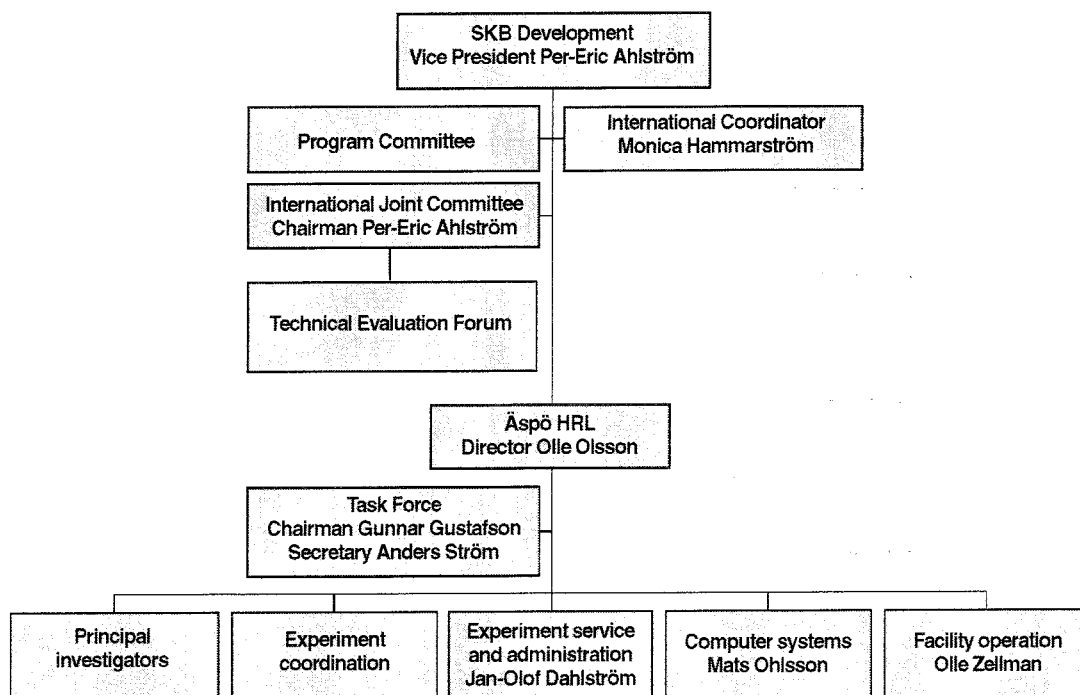 SKB Development
Vice President Per-Eric Ahlström
Program Committee
International Coordinator
Monica Hammarström
International Joint Committee
Chairman Per-Eric Ahlström
Technical Evaluation Forum
Äspö HRL
Director Olle Olsson
Task Force
Chairman Gunnar Gustafson
Secretary Anders Ström
Principal
investigators
Experiment
coordination
Experiment service
and administration
Jan-Olof Dahlström
Computer systems
Mats Ohlsson
Facility operation
Olle Zellman